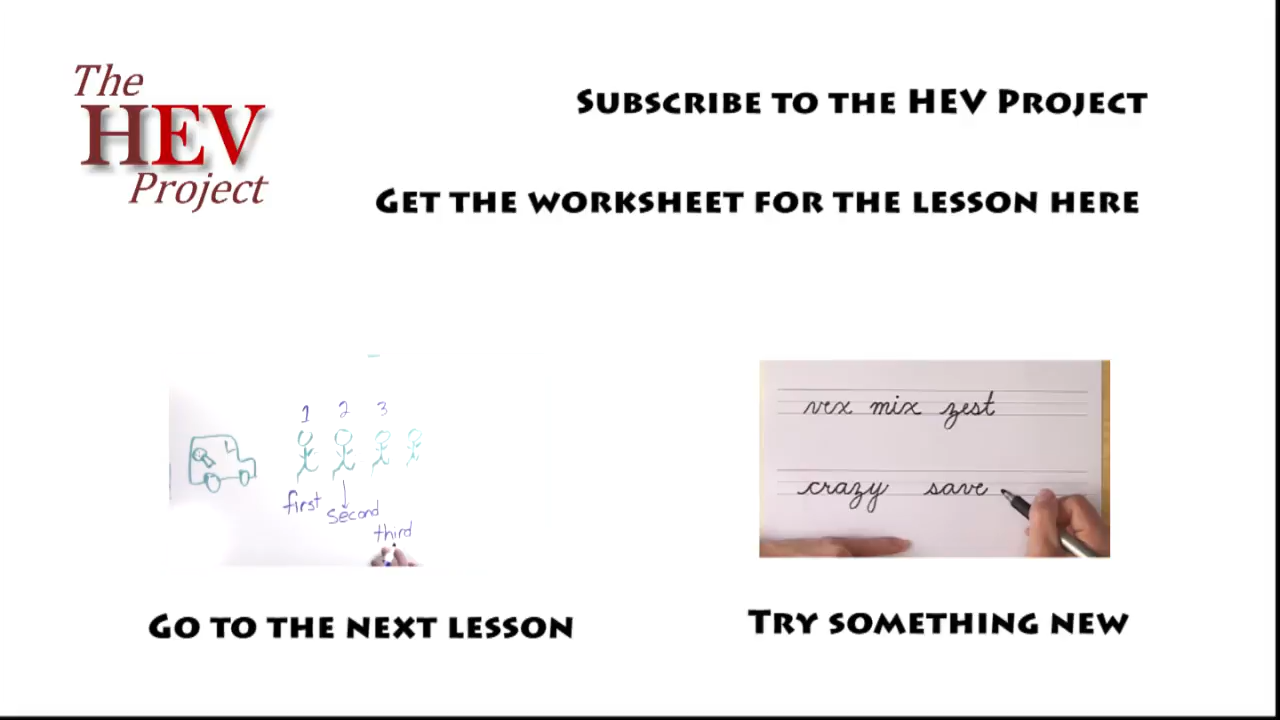 The
HEV
Project
SUBSCRIBE TO THE HEV PROJECT
GET THE WORKSHEET FOR THE LESSON HERE
1 2 3
first
second
third
vex mix zest
crazy save
GO TO THE NEXT LESSON
TRY SOMETHING NEW